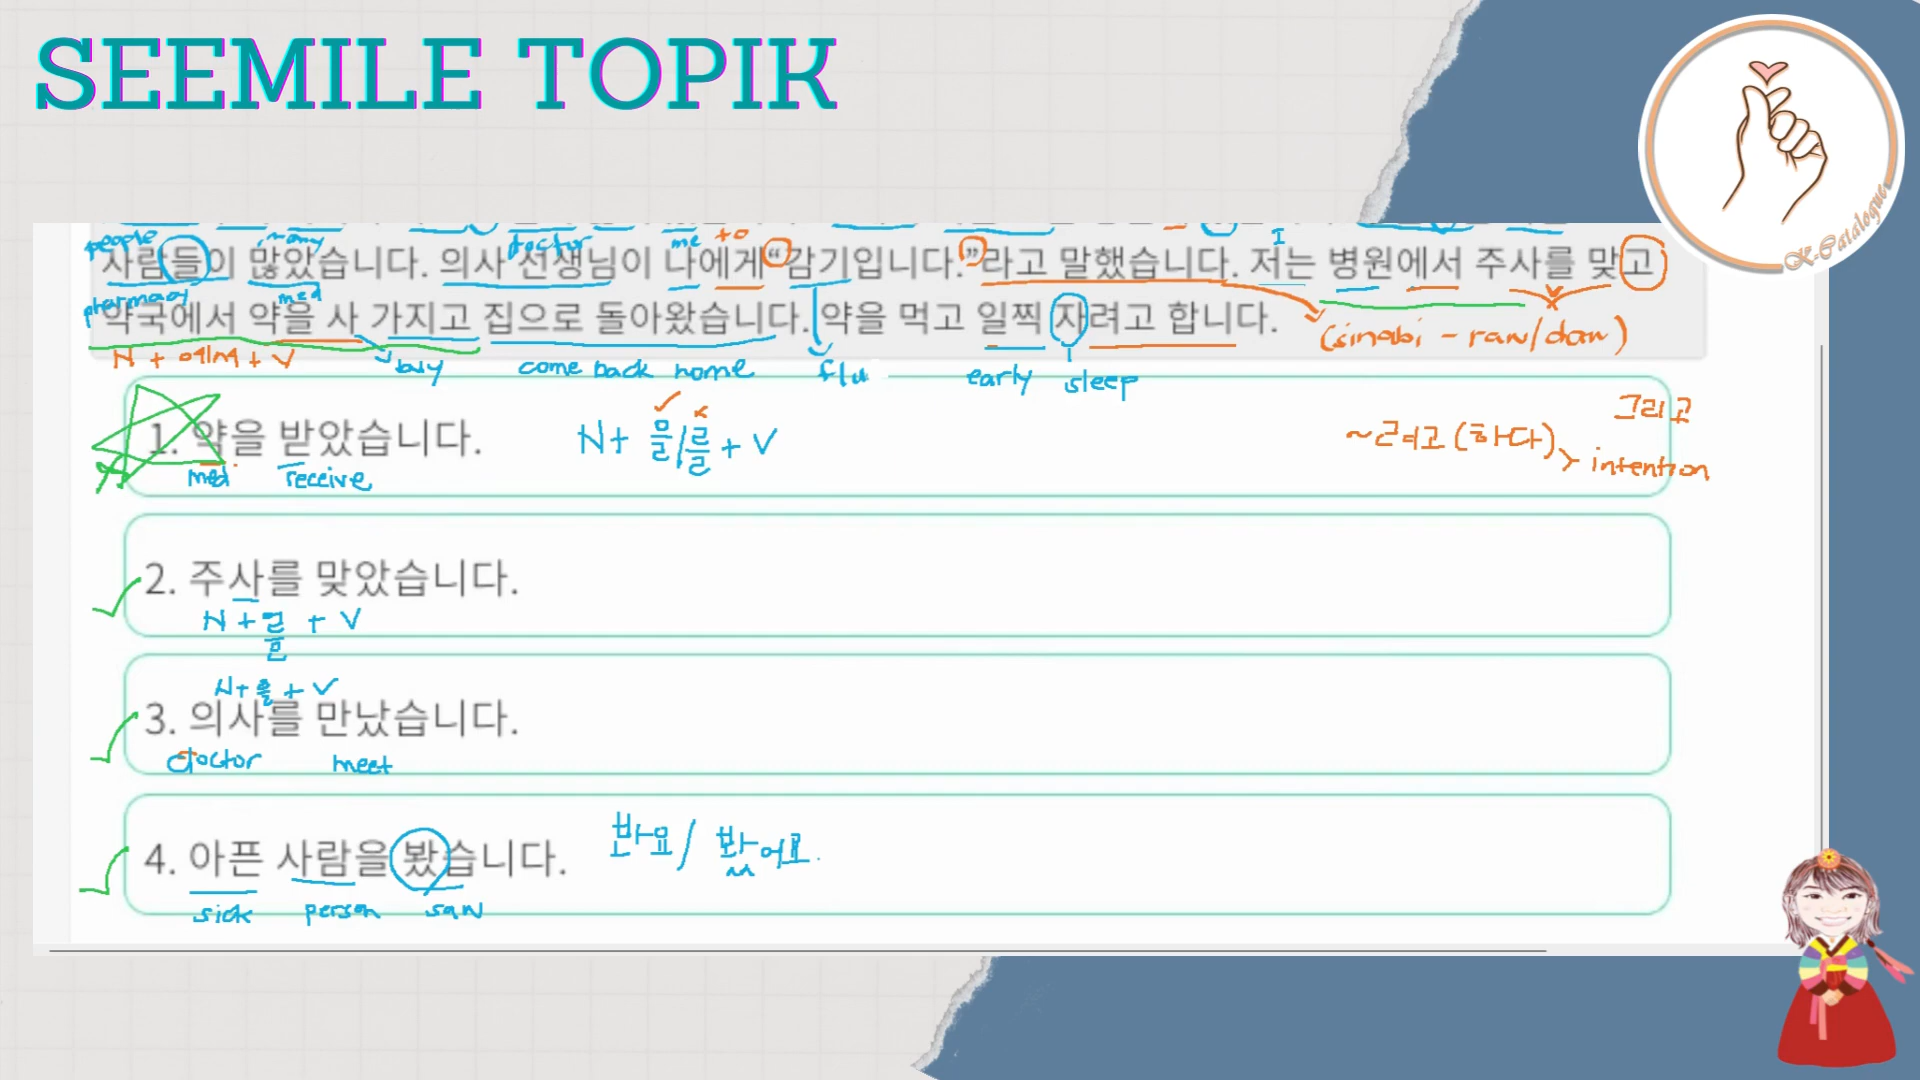 SEEMILE TOPIK
K-Catalogue
people many doctor me to I
사람들이 많았습니다. 의사 선생님이 나에게“감기입니다.”라고 말했습니다. 저는 병원에서 주사를 맞고
pharmacy med
약국에서 약을 사 가지고 집으로 돌아왔습니다. 약을 먹고 일찍 자려고 합니다.
(sinabi - raw/daw)
N + 아/어서 + V buy come back home flu early sleep
1. 약을 받았습니다.
med receive
N + 을/를 + V
그리고
~려고 (하다)
intention
2. 주사를 맞았습니다.
N + 를 + V
N + 을 + V
3. 의사를 만났습니다.
doctor meet
4. 아픈 사람을 봤습니다.
봐요/ 봤어요.
sick person saw